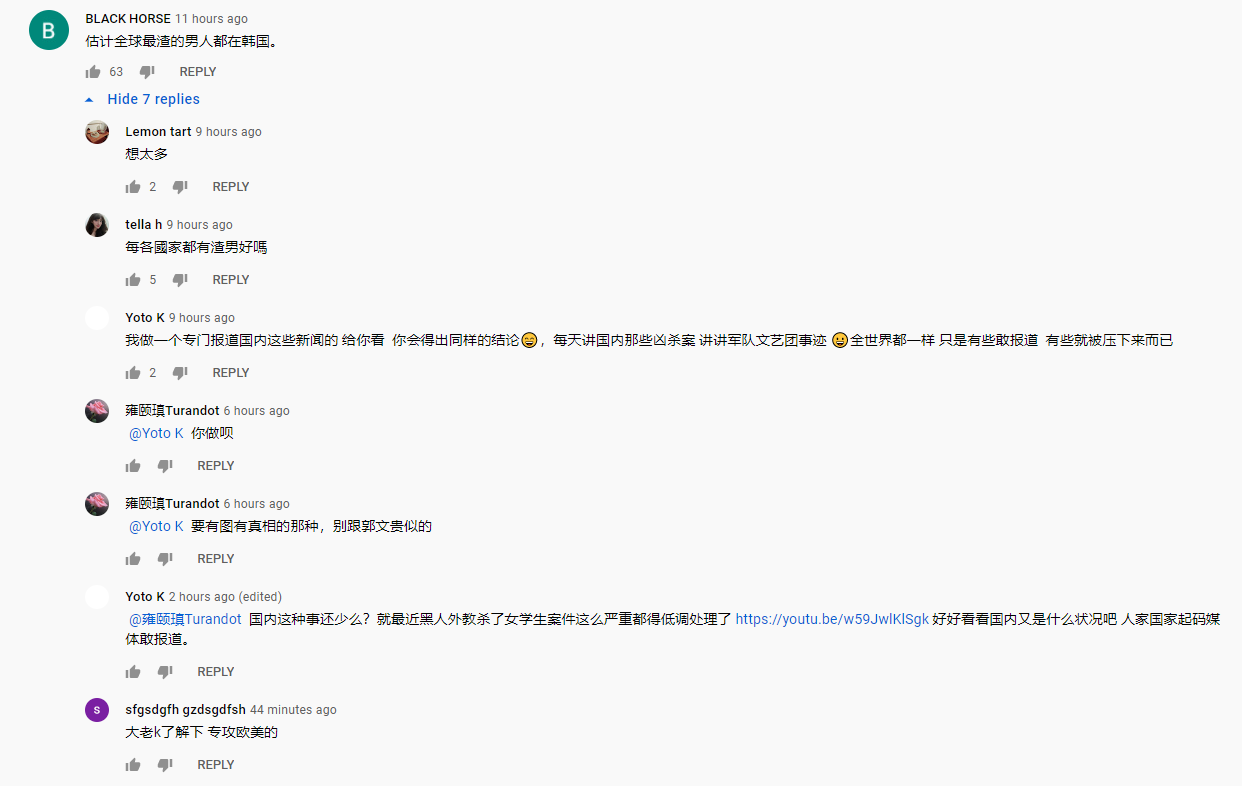 B
BLACK HORSE 11 hours ago
估计全球最渣的男人都在韩国。
63 REPLY
Hide 7 replies
Lemon tart 9 hours ago
想太多
2 REPLY
tella h 9 hours ago
每各國家都有渣男好嗎
5 REPLY
Yoto K 9 hours ago
我做一个专门报道国内这些新闻的 给你看 你会得出同样的结论😄，每天讲国内那些凶杀案 讲讲军队文艺团事迹 😀全世界都一样 只是有些敢报道 有些就被压下来而已
2 REPLY
雍颐瑱Turandot 6 hours ago
@Yoto K 你做呗
REPLY
雍颐瑱Turandot 6 hours ago
@Yoto K 要有图有真相的那种，别跟郭文贵似的
REPLY
Yoto K 2 hours ago (edited)
@雍颐瑱Turandot 国内这种事还少么？就最近黑人外教杀了女学生案件这么严重都得低调处理了 https://youtu.be/w59JwlKlSgk 好好看看国内又是什么状况吧 人家国家起码媒
体敢报道。
REPLY
s
sfgsdgfh gzdsgdfsh 44 minutes ago
大老k了解下 专攻欧美的
REPLY